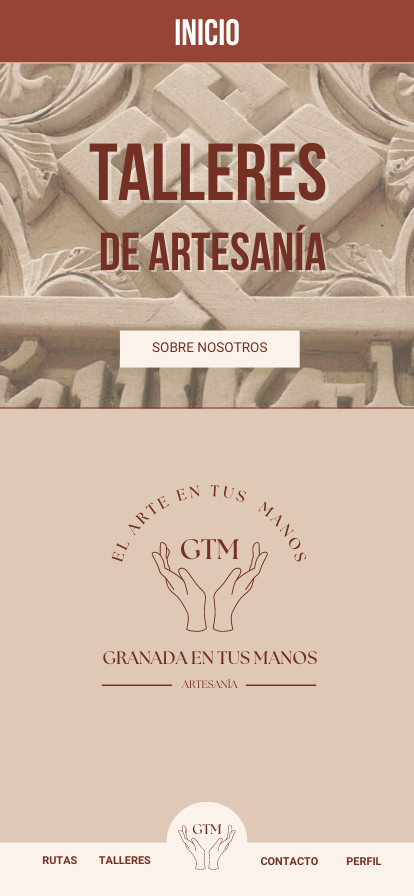 INICIO
TALLERES
DE ARTESANÍA
SOBRE NOSOTROS
EL ARTE EN TUS MANOS
GTM
GRANADA EN TUS MANOS
ARTESANÍA
GTM
RUTAS TALLERES CONTACTO PERFIL